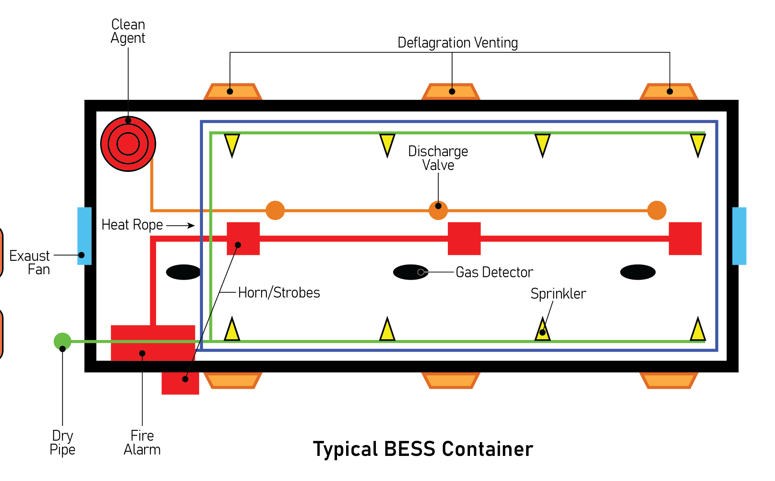 Clean
Agent
Deflagration Venting
Discharge
Valve
Heat Rope
Exaust
Fan
Gas Detector
Horn/Strobes
Sprinkler
Dry
Pipe
Fire
Alarm
Typical BESS Container